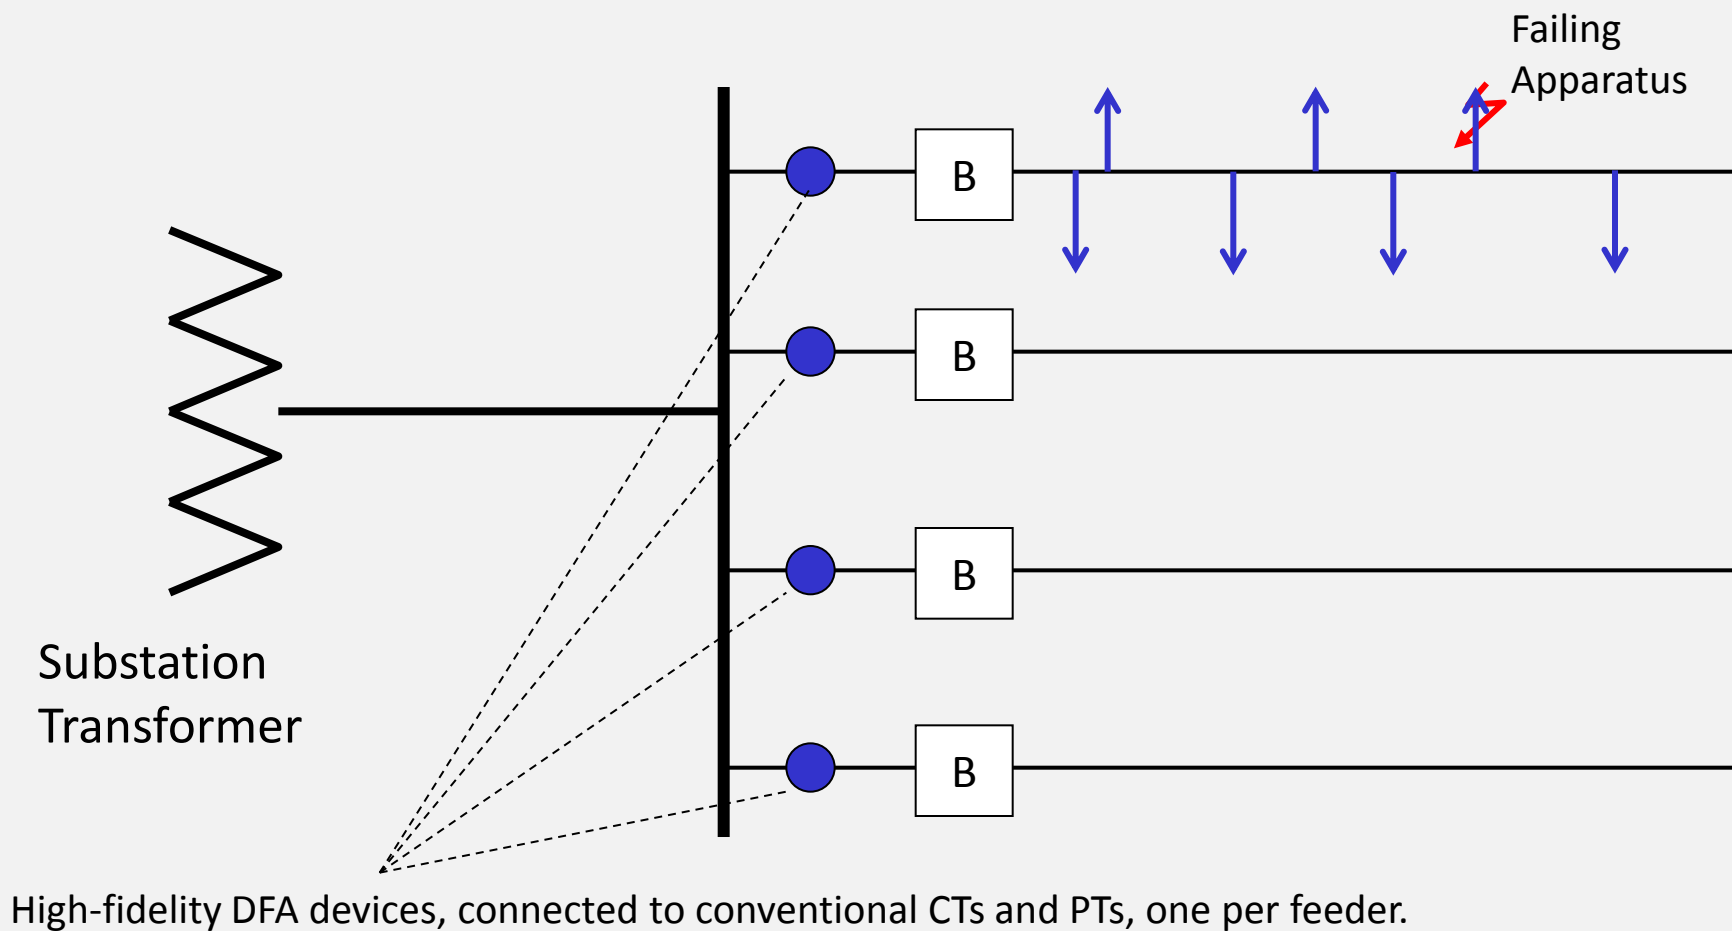 Failing
Apparatus
B
B
B
B
Substation
Transformer
High-fidelity DFA devices, connected to conventional CTs and PTs, one per feeder.